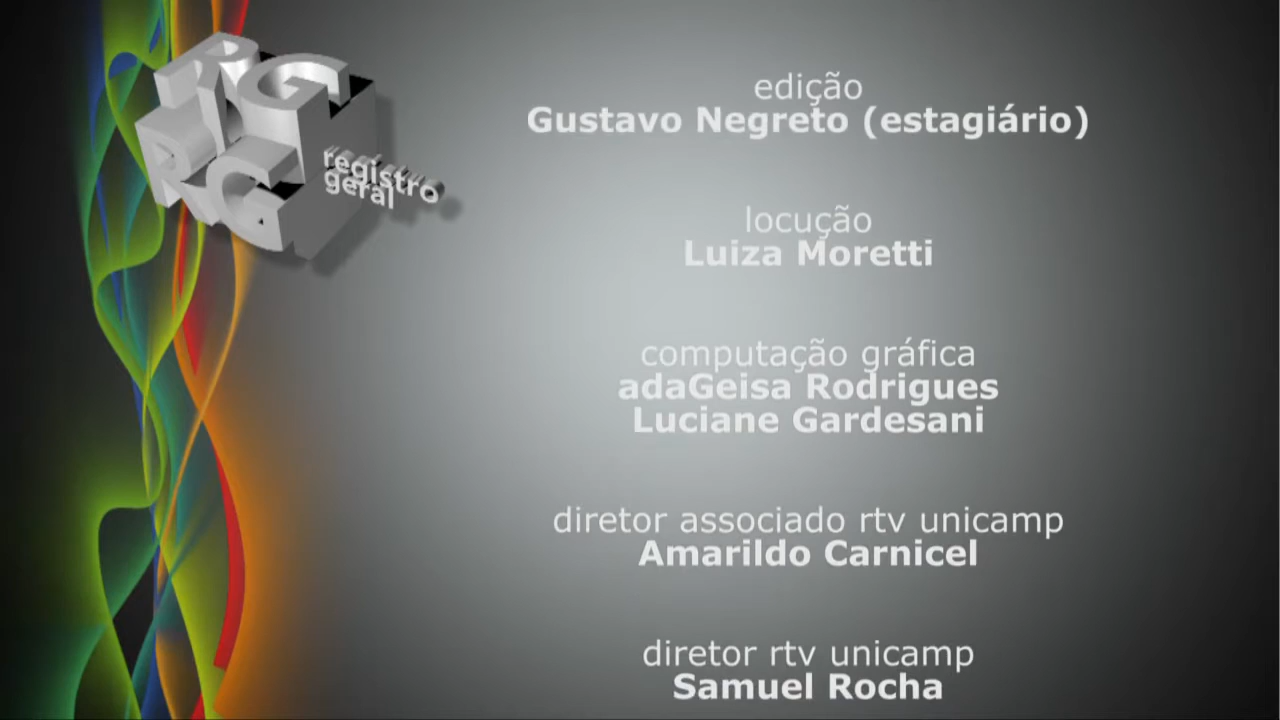 RG
RG
registro
geral
edição
Gustavo Negreto (estagiário)
locução
Luiza Moretti
computação gráfica
adaGeisa Rodrigues
Luciane Gardesani
diretor associado rtv unicamp
Amarildo Carnicel
diretor rtv unicamp
Samuel Rocha